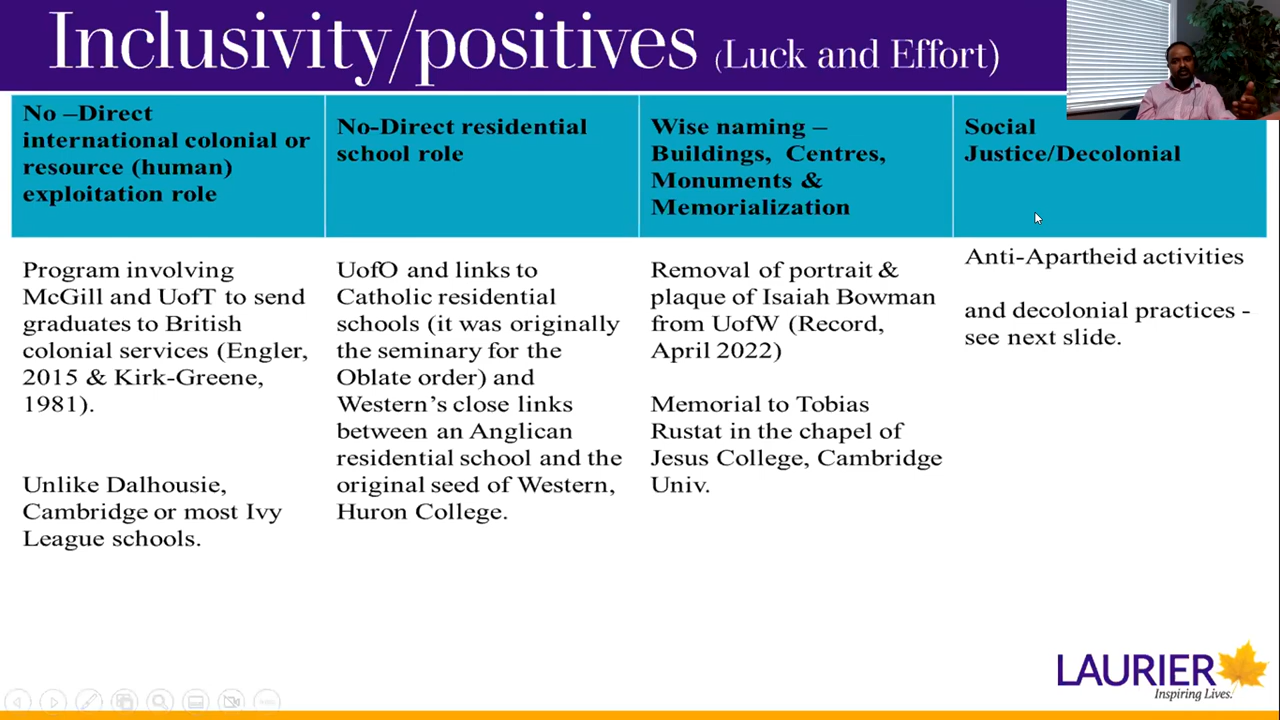 Inclusivity/positives (Luck and Effort)
No –Direct
international colonial or
resource (human)
exploitation role
No-Direct residential
school role
Wise naming –
Buildings, Centres,
Monuments &
Memorialization
Social
Justice/Decolonial
Program involving
McGill and UofT to send
graduates to British
colonial services (Engler,
2015 & Kirk-Greene,
1981).
Unlike Dalhousie,
Cambridge or most Ivy
League schools.
UofO and links to
Catholic residential
schools (it was originally
the seminary for the
Oblate order) and
Western’s close links
between an Anglican
residential school and the
original seed of Western,
Huron College.
Removal of portrait &
plaque of Isaiah Bowman
from UofW (Record,
April 2022)
Memorial to Tobias
Rustat in the chapel of
Jesus College, Cambridge
Univ.
Anti-Apartheid activities
and decolonial practices -
see next slide.
LAURIER
Inspiring Lives.